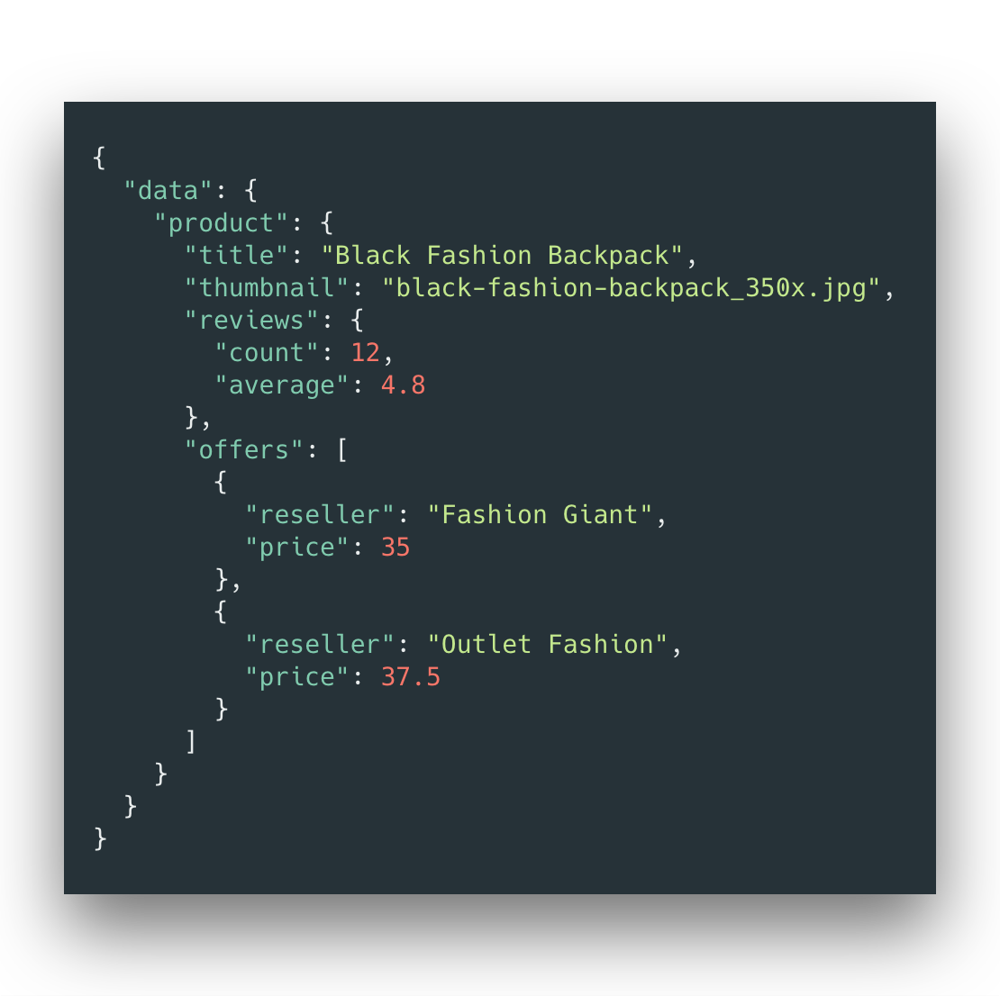 {
  "data": {
    "product": {
      "title": "Black Fashion Backpack",
      "thumbnail": "black-fashion-backpack_350x.jpg",
      "reviews": {
        "count": 12,
        "average": 4.8
      },
      "offers": [
        {
          "reseller": "Fashion Giant",
          "price": 35
        },
        {
          "reseller": "Outlet Fashion",
          "price": 37.5
        }
      ]
    }
  }
}